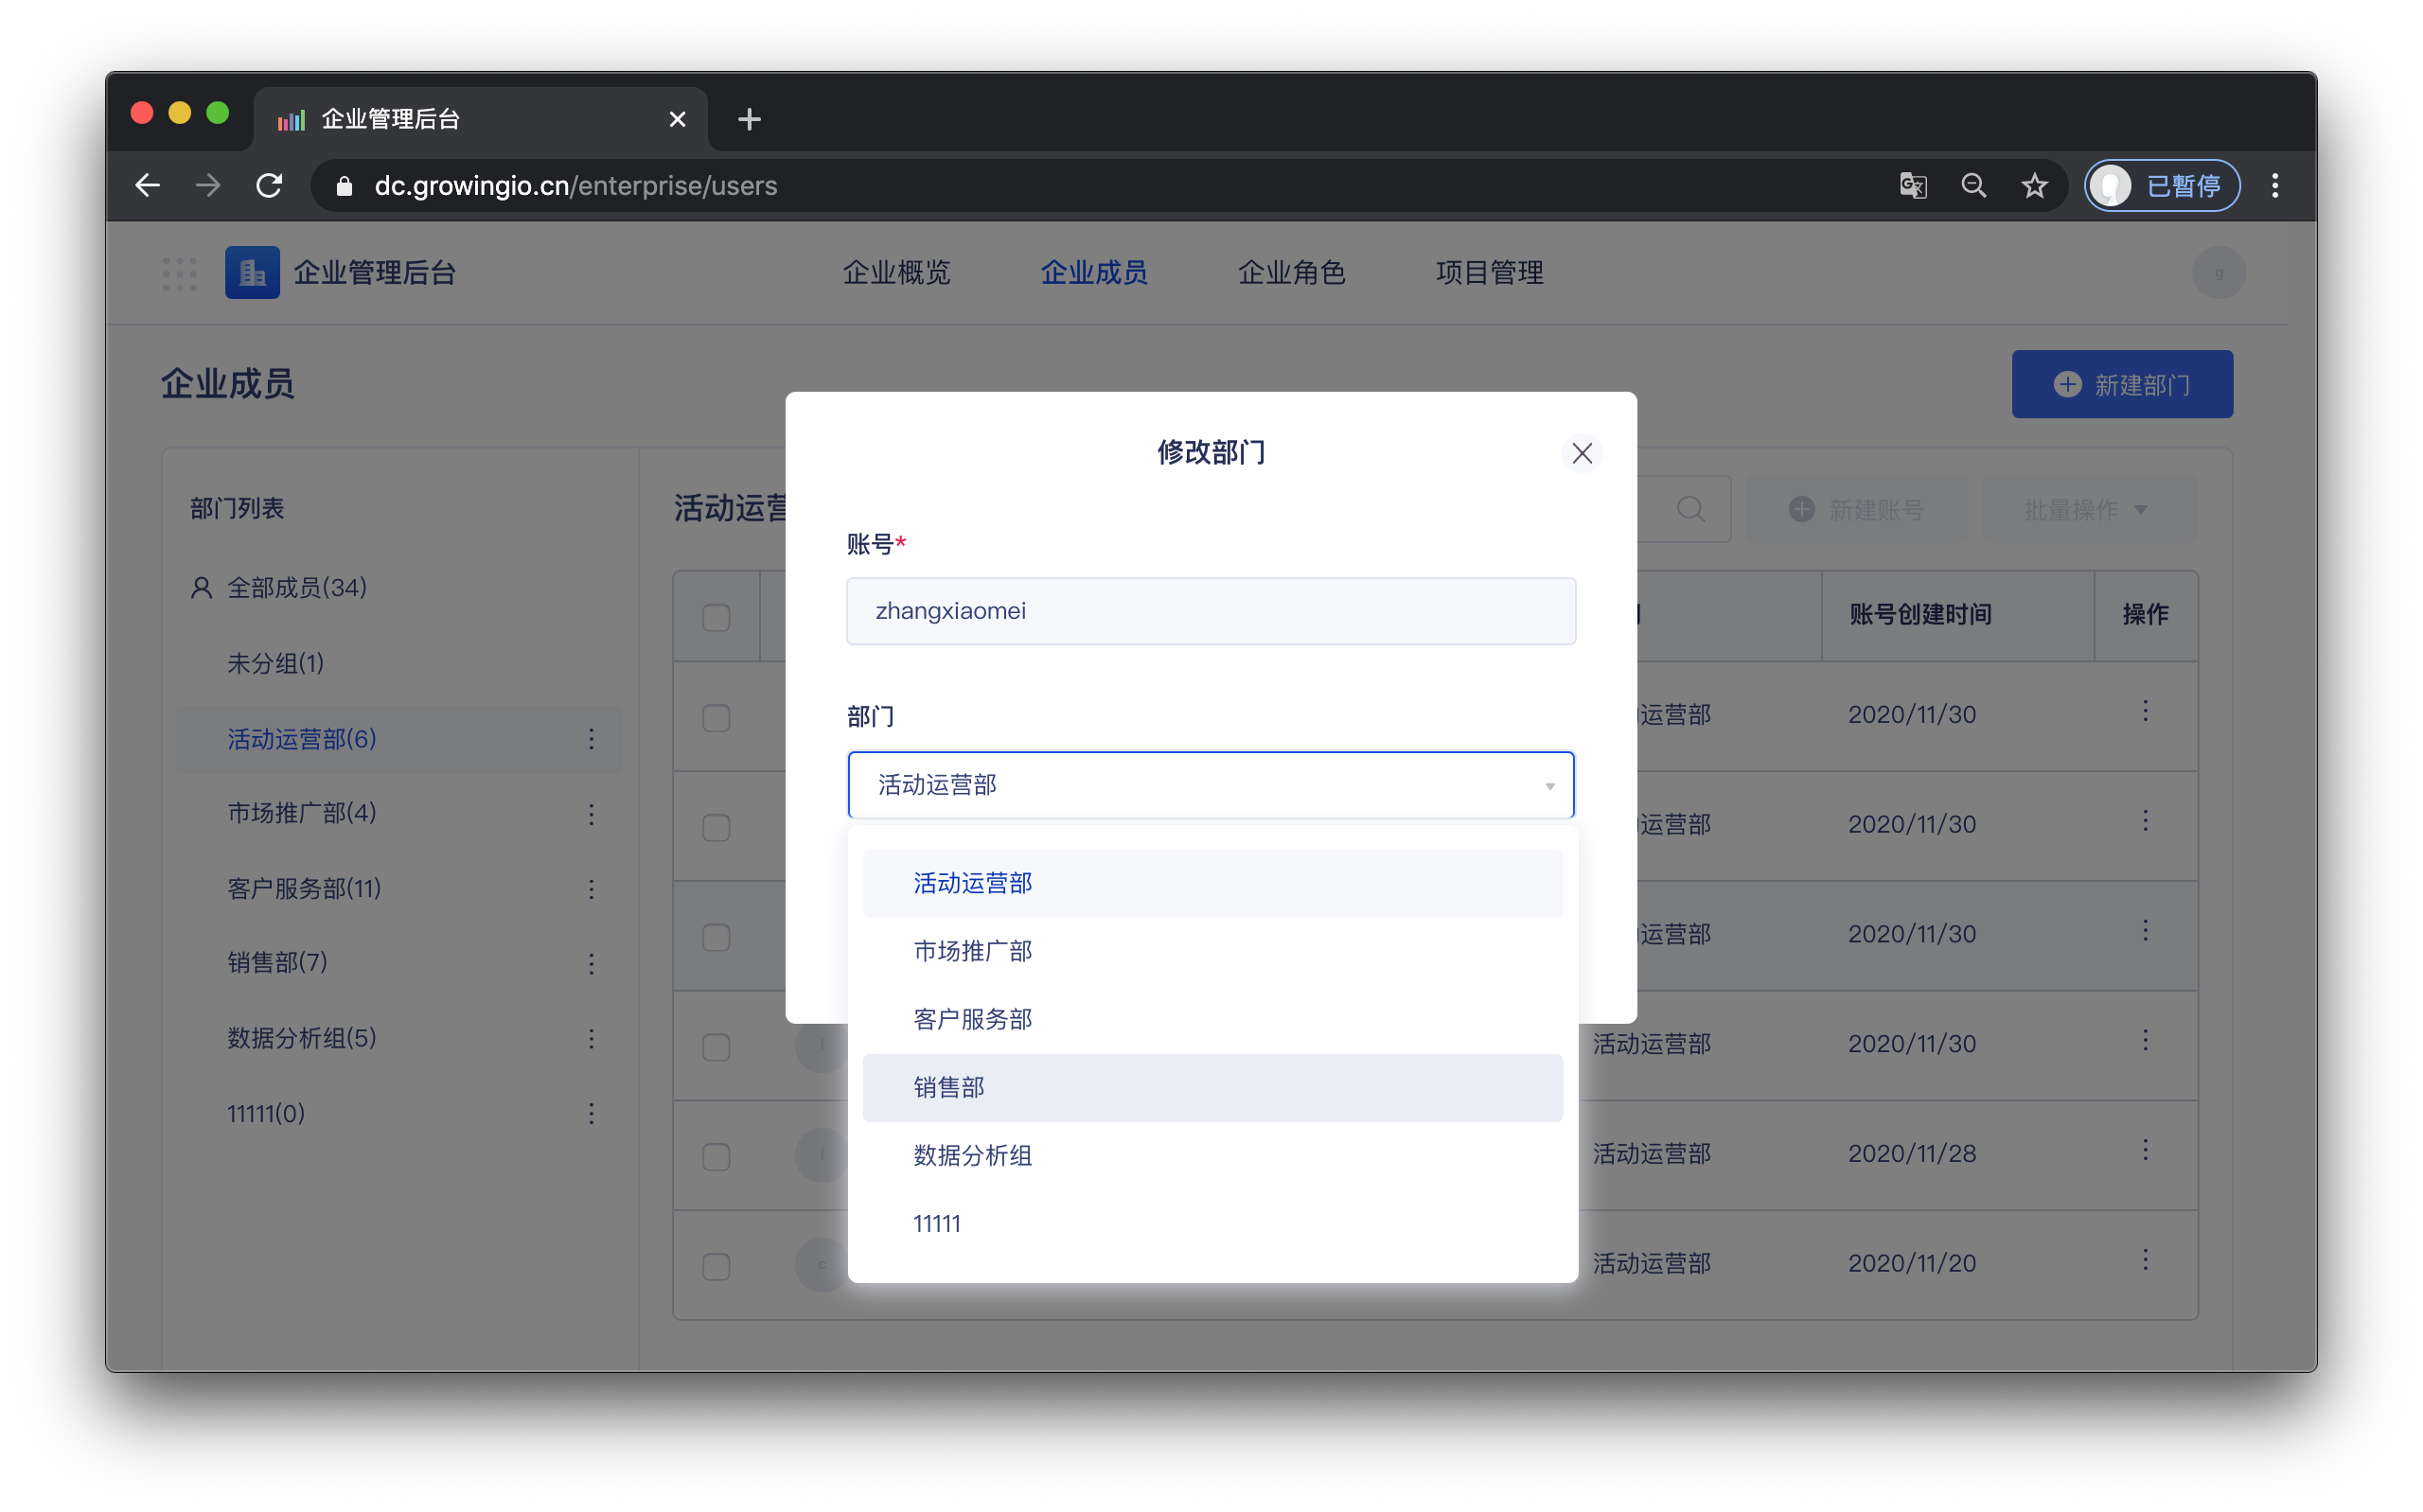 企业管理后台
dc.growingio.cn/enterprise/users
已暂停
企业管理后台
企业概览
企业成员
企业角色
项目管理
g
企业成员
新建部门
部门列表
全部成员(34)
未分组(1)
活动运营部(6)
市场推广部(4)
客户服务部(11)
销售部(7)
数据分析组(5)
11111(0)
活动运营
新建账号
批量操作
账号创建时间
操作
运营部
2020/11/30
运营部
2020/11/30
运营部
2020/11/30
l
活动运营部
2020/11/30
l
活动运营部
2020/11/28
c
活动运营部
2020/11/20
修改部门
账号*
zhangxiaomei
部门
活动运营部
活动运营部
市场推广部
客户服务部
销售部
数据分析组
11111